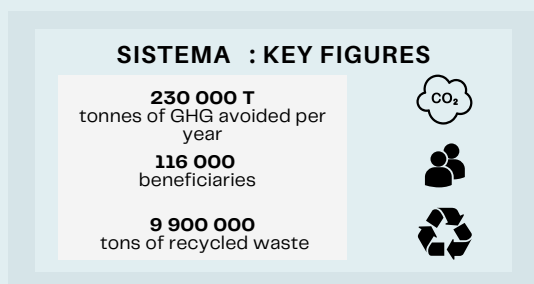 SISTEMA : KEY FIGURES
230 000 T
tonnes of GHG avoided per
year
CO₂
116 000
beneficiaries
9 900 000
tons of recycled waste